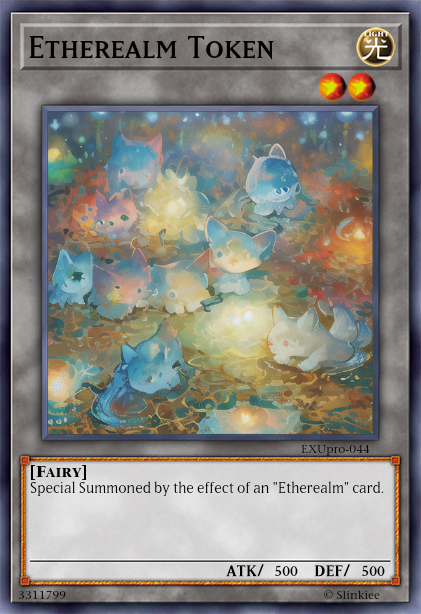 Etherealm Token
LIGHT
光
EXUpro-044
[Fairy]
Special Summoned by the effect of an "Etherealm" card.
ATK/ 500 DEF/ 500
3311799 © Slinkiee